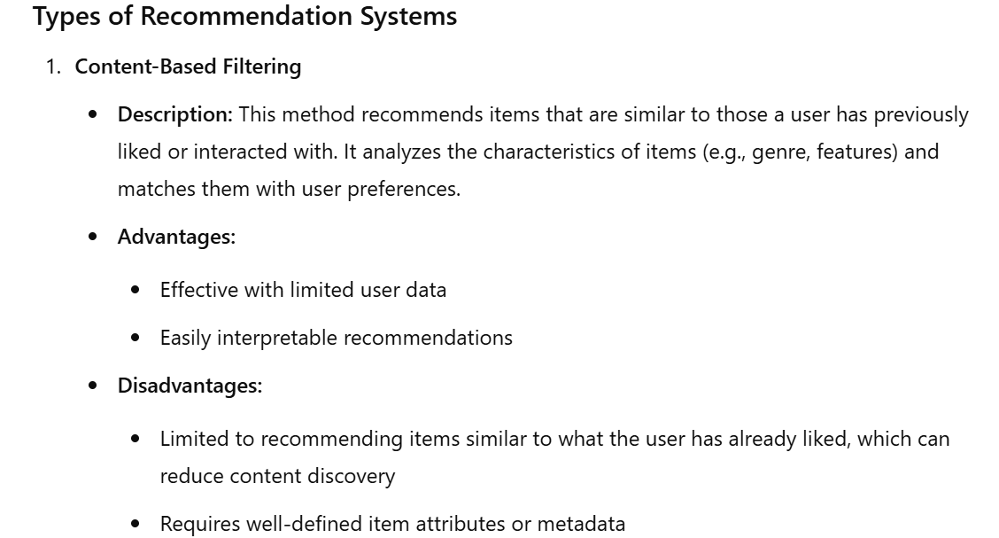 Types of Recommendation Systems
1. Content-Based Filtering
• Description: This method recommends items that are similar to those a user has previously
liked or interacted with. It analyzes the characteristics of items (e.g., genre, features) and
matches them with user preferences.
• Advantages:
• Effective with limited user data
• Easily interpretable recommendations
• Disadvantages:
• Limited to recommending items similar to what the user has already liked, which can
reduce content discovery
• Requires well-defined item attributes or metadata